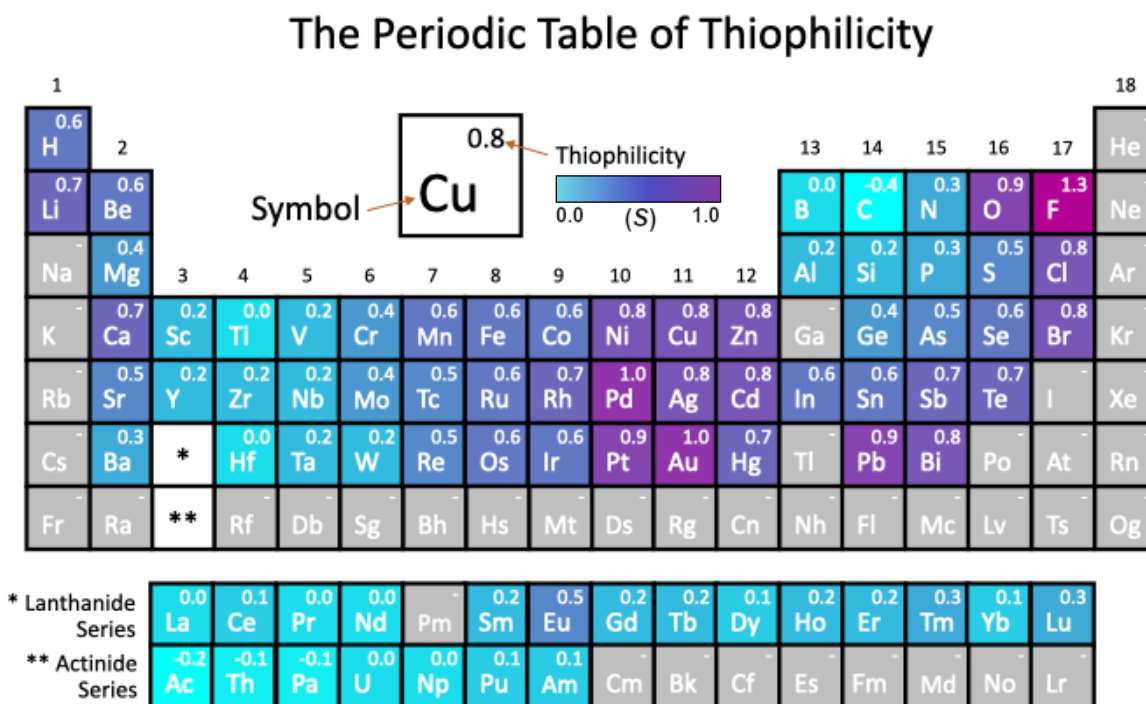 The Periodic Table of Thiophilicity
1 18
0.6 -
H 2 0.8 Thiophilicity 13 14 15 16 17 He
0.7 0.6 0.0 -0.4 0.3 0.9 1.3 -
Li Be Symbol Cu 0.0 (S) 1.0 B C N O F Ne
- 0.4 0.2 0.2 0.3 0.5 0.8 -
Na Mg 3 4 5 6 7 8 9 10 11 12 Al Si P S Cl Ar
- 0.7 0.2 0.0 0.2 0.4 0.6 0.6 0.6 0.8 0.8 0.8 - 0.4 0.5 0.6 0.8 -
K Ca Sc Ti V Cr Mn Fe Co Ni Cu Zn Ga Ge As Se Br Kr
- 0.5 0.2 0.2 0.2 0.4 0.5 0.6 0.7 1.0 0.8 0.8 0.6 0.6 0.7 0.7 - -
Rb Sr Y Zr Nb Mo Tc Ru Rh Pd Ag Cd In Sn Sb Te I Xe
- 0.3 0.0 0.2 0.2 0.5 0.6 0.6 0.9 1.0 0.7 - 0.9 0.8 - - -
Cs Ba * Hf Ta W Re Os Ir Pt Au Hg Tl Pb Bi Po At Rn
- - - - - - - - - - - - - - - - -
Fr Ra ** Rf Db Sg Bh Hs Mt Ds Rg Cn Nh Fl Mc Lv Ts Og
* Lanthanide 0.0 0.1 0.0 0.0 - 0.2 0.5 0.2 0.2 0.1 0.2 0.2 0.3 0.1 0.3
Series La Ce Pr Nd Pm Sm Eu Gd Tb Dy Ho Er Tm Yb Lu
** Actinide -0.2 -0.1 -0.1 0.0 0.0 0.1 0.1 - - - - - - - -
Series Ac Th Pa U Np Pu Am Cm Bk Cf Es Fm Md No Lr